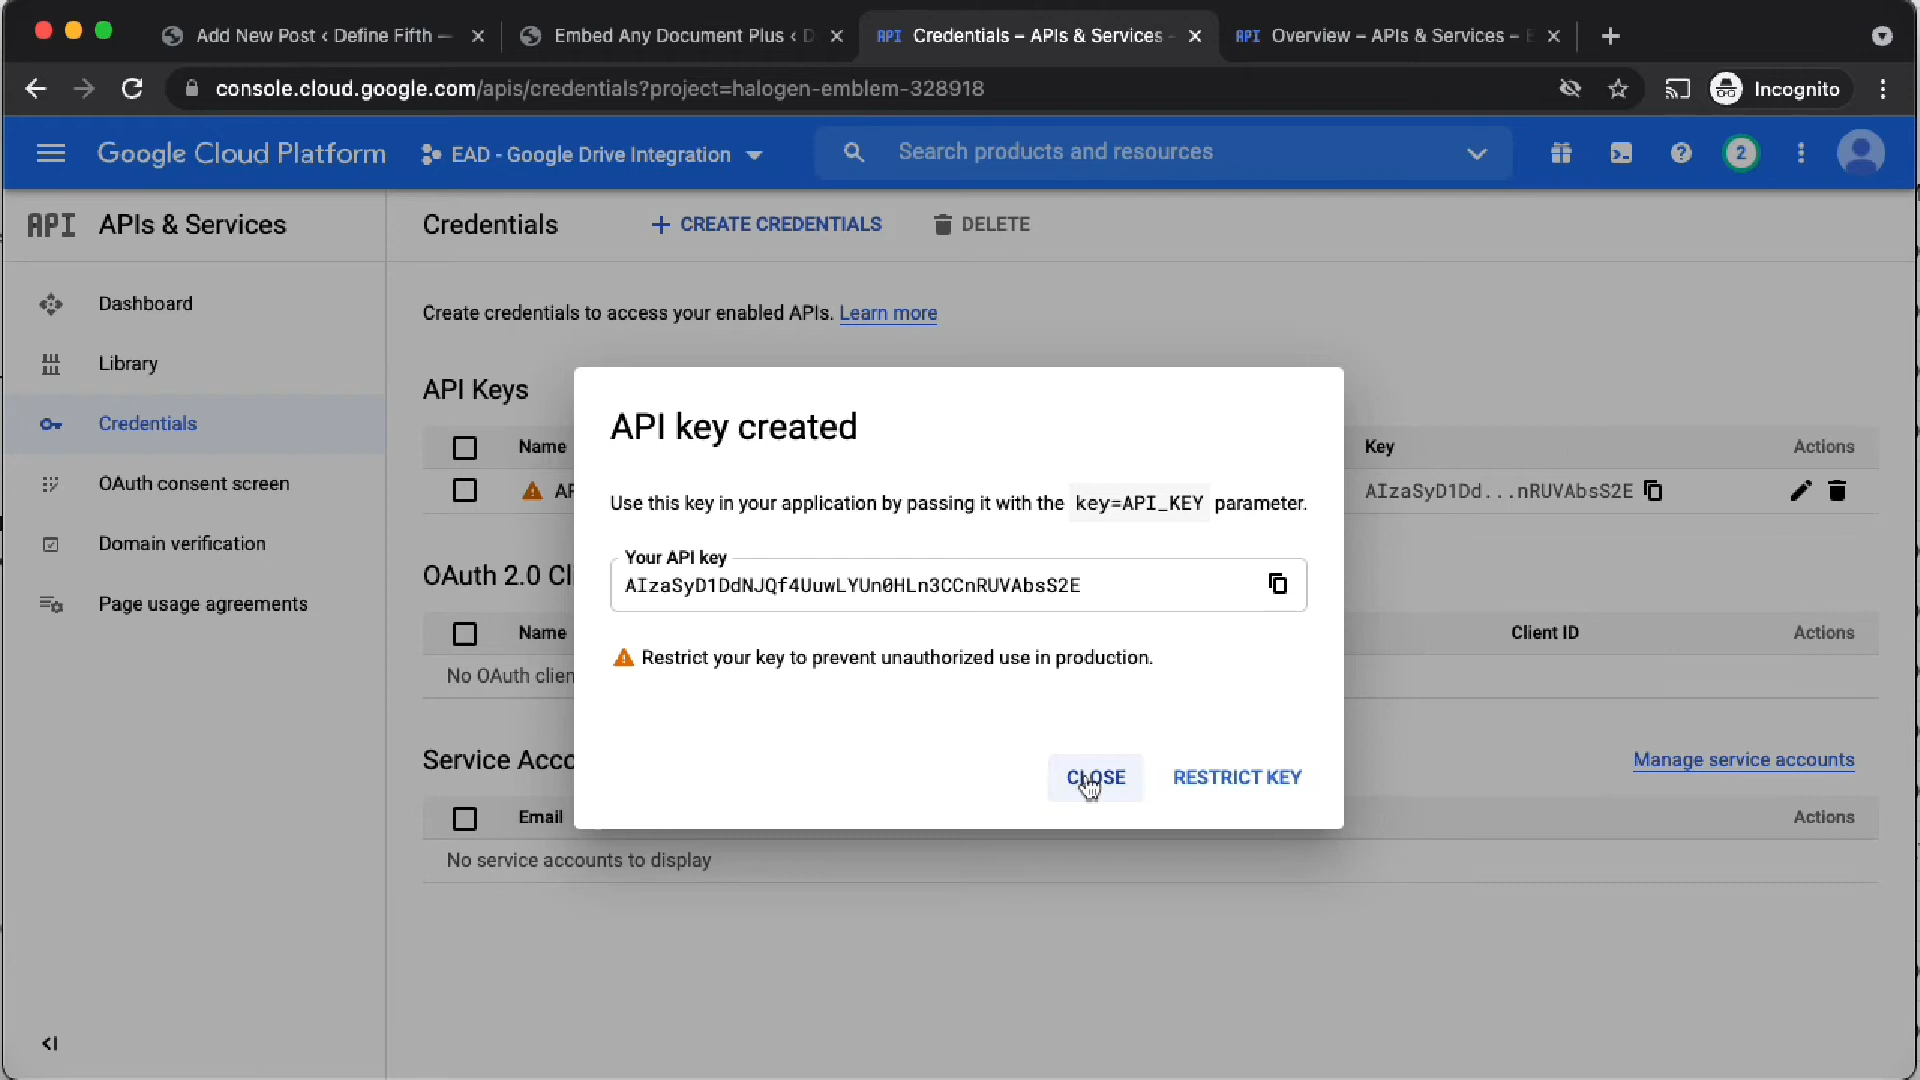 Add New Post ‹ Define Fifth —
Embed Any Document Plus ‹ D
API Credentials – APIs & Services -
API Overview – APIs & Services – E
console.cloud.google.com/apis/credentials?project=halogen-emblem-328918
Incognito
Google Cloud Platform
EAD - Google Drive Integration
Search products and resources
2
API APIs & Services
Credentials
+ CREATE CREDENTIALS
DELETE
Dashboard
Library
Credentials
OAuth consent screen
Domain verification
Page usage agreements
Create credentials to access your enabled APIs. Learn more
API Keys
Name
Key
Actions
AP
AIzaSyD1Dd...nRUVAbsS2E
OAuth 2.0 Cl
Name
Client ID
Actions
No OAuth clien
Service Acco
Manage service accounts
Email
Actions
No service accounts to display
API key created
Use this key in your application by passing it with the key=API_KEY parameter.
Your API key
AIzaSyD1DdNJQf4UuwLYUn0HLn3CCnRUVAbsS2E
Restrict your key to prevent unauthorized use in production.
CLOSE
RESTRICT KEY